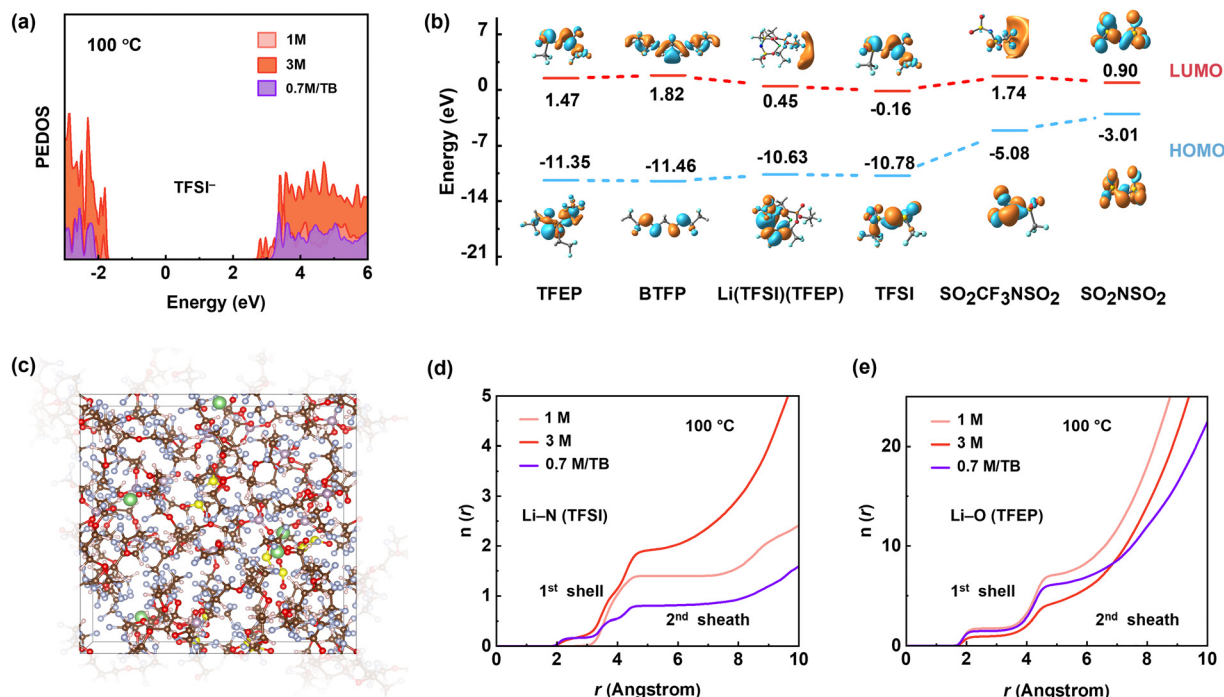 (a)
100 °C
1M
3M
0.7M/TB
PEDOS
TFSI⁻
-2 0 2 4 6
Energy (eV)
(b)
7
0
-7
-14
-21
Energy (eV)
1.47 1.82 0.45 -0.16 1.74 0.90
LUMO
-11.35 -11.46 -10.63 -10.78 -5.08 -3.01
HOMO
TFEP BTFP Li(TFSI)(TFEP) TFSI SO₂CF₃NSO₂ SO₂NSO₂
(c)
(d)
5
4
3
2
1
0
n (r)
1 M
3 M
0.7 M/TB
100 °C
Li–N (TFSI)
1st shell
2nd sheath
0 2 4 6 8 10
r (Angstrom)
(e)
20
10
0
n (r)
1 M
3 M
0.7 M/TB
100 °C
Li–O (TFEP)
1st shell
2nd sheath
0 2 4 6 8 10
r (Angstrom)